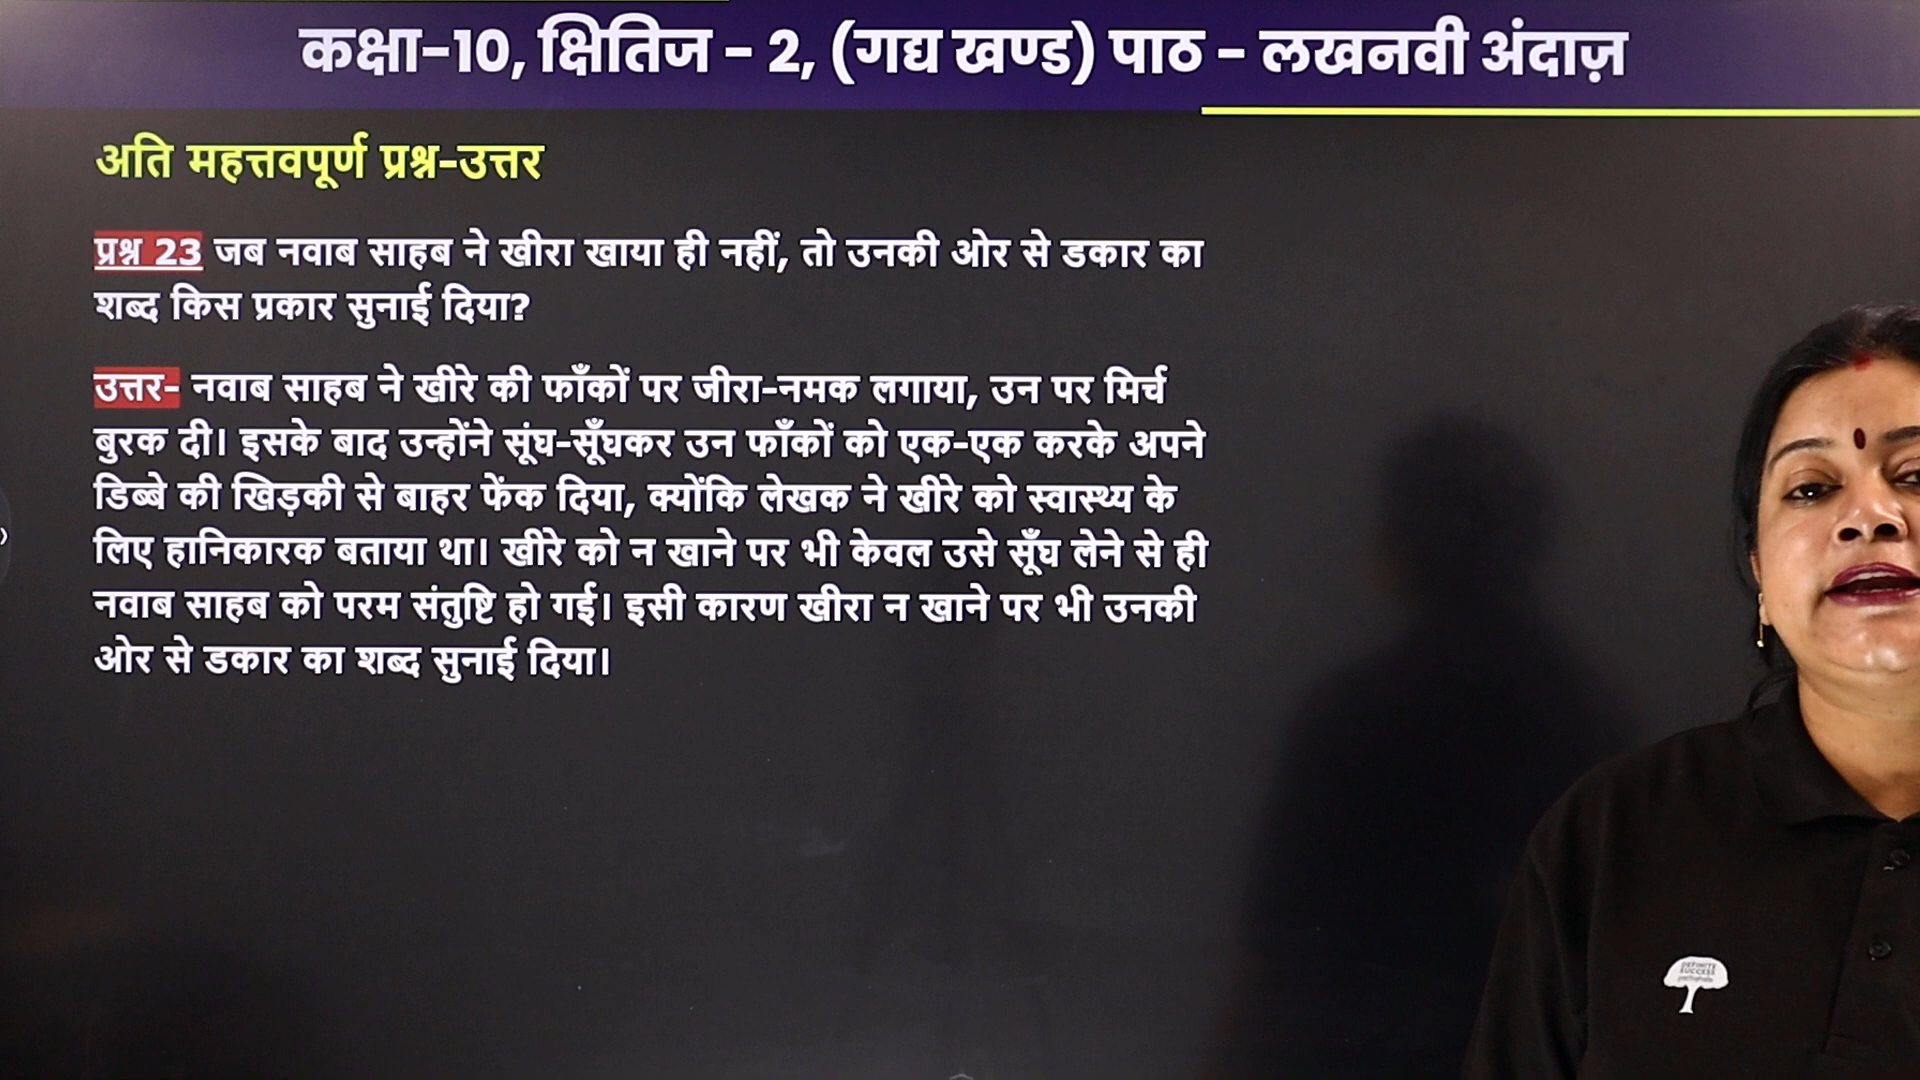 कक्षा-10, क्षितिज - 2, (गद्य खण्ड) पाठ - लखनवी अंदाज़
अति महत्तवपूर्ण प्रश्न-उत्तर
प्रश्न 23 जब नवाब साहब ने खीरा खाया ही नहीं, तो उनकी ओर से डकार का
शब्द किस प्रकार सुनाई दिया?
उत्तर- नवाब साहब ने खीरे की फाँकों पर जीरा-नमक लगाया, उन पर मिर्च
बुरक दी। इसके बाद उन्होंने सूंघ-सूँघकर उन फाँकों को एक-एक करके अपने
डिब्बे की खिड़की से बाहर फेंक दिया, क्योंकि लेखक ने खीरे को स्वास्थ्य के
लिए हानिकारक बताया था। खीरे को न खाने पर भी केवल उसे सूँघ लेने से ही
नवाब साहब को परम संतुष्टि हो गई। इसी कारण खीरा न खाने पर भी उनकी
ओर से डकार का शब्द सुनाई दिया।
DEFINITE
SUCCESS